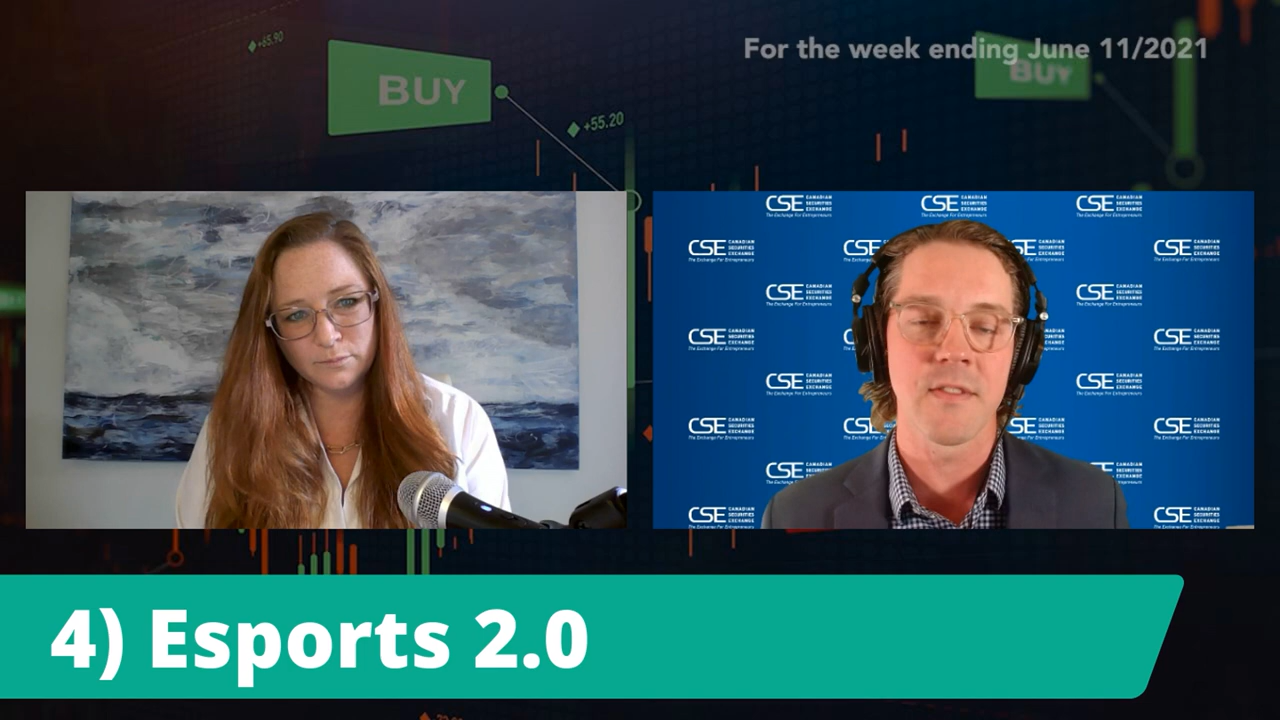 For the week ending June 11/2021
+65.90
BUY
BUY
+55.20
CSE CANADIAN SECURITIES EXCHANGE
The Exchange For Entrepreneurs
4) Esports 2.0